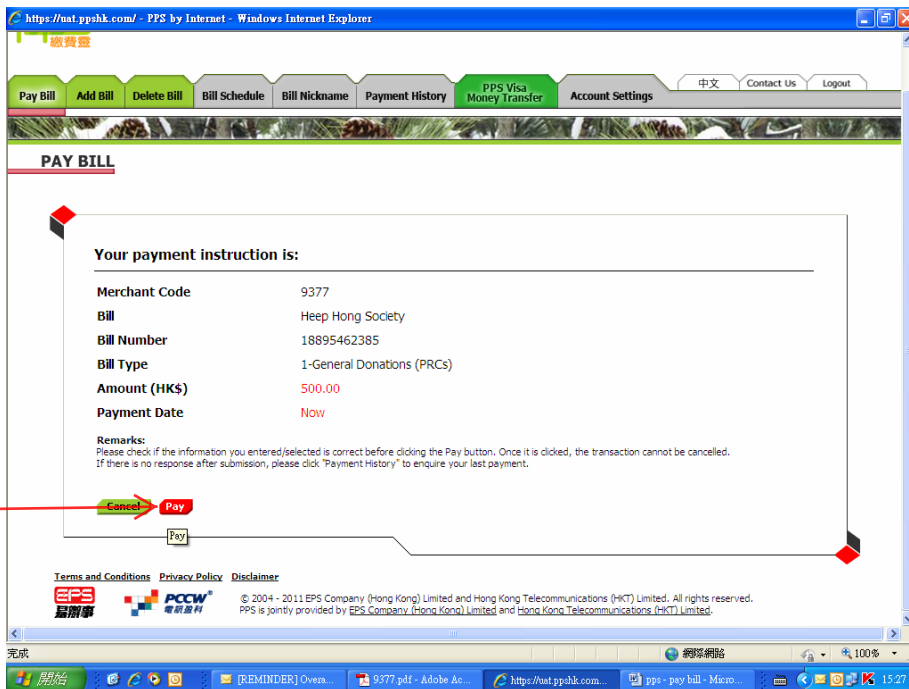 https://uat.ppshk.com/ - PPS by Internet - Windows Internet Explorer
繳費靈
Pay Bill
Add Bill
Delete Bill
Bill Schedule
Bill Nickname
Payment History
PPS Visa
Money Transfer
Account Settings
中文
Contact Us
Logout
PAY BILL
Your payment instruction is:
Merchant Code 9377
Bill Heep Hong Society
Bill Number 18895462385
Bill Type 1-General Donations (PRCs)
Amount (HK$) 500.00
Payment Date Now
Remarks:
Please check if the information you entered/selected is correct before clicking the Pay button. Once it is clicked, the transaction cannot be cancelled.
If there is no response after submission, please click "Payment History" to enquire your last payment.
Cancel Pay
Pay
Terms and Conditions Privacy Policy Disclaimer
EPS
易辦事
PCCW
電訊盈科
© 2004 - 2011 EPS Company (Hong Kong) Limited and Hong Kong Telecommunications (HKT) Limited. All rights reserved.
PPS is jointly provided by EPS Company (Hong Kong) Limited and Hong Kong Telecommunications (HKT) Limited.
完成
網際網路
100%
開始
[REMINDER] Overa...
9377.pdf - Adobe Ac...
https://uat.ppshk.com...
pps - pay bill - Micro...
15:27